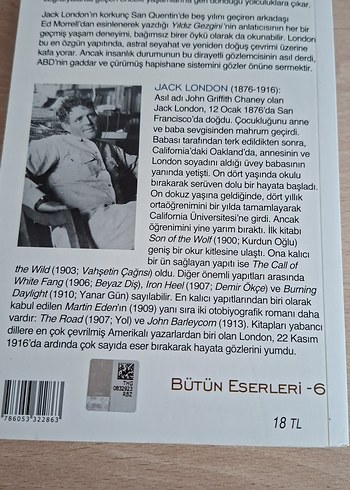 Jack London'ın korkunç San Quentin'de beş yılını geçiren arkadaşı
Ed Morrell'dan esinlenerek yazdığı Yıldız Gezgini'nin anlatıcısının her bir
geçmiş yaşam deneyimi, bağımsız birer öykü olarak da okunabilir. London
bu en özgün yapıtında, astral seyahat ve yeniden doğuş çevrimi üzerine
kafa yorar. Ancak insanlık durumunun bu dirayetli gözlemcisinin asıl derdi,
ABD'nin gaddar ve çürümüş hapishane sistemini gözler önüne sermektir.
JACK LONDON (1876-1916):
Asıl adı John Griffith Chaney olan
Jack London, 12 Ocak 1876'da San
Francisco'da doğdu. Çocukluğunu anne
ve baba sevgisinden mahrum geçirdi.
Babası tarafından terk edildikten sonra,
California'daki Oakland'da, annesinin ve
London soyadını aldığı üvey babasının
yanında yetişti. On dört yaşında okulu
bırakarak serüven dolu bir hayata başladı.
On dokuz yaşına geldiğinde, dört yıllık
ortaöğrenimini bir yılda tamamlayarak
California Üniversitesi'ne girdi. Ancak
öğrenimini yine yarım bıraktı. İlk kitabı
Son of the Wolf (1900; Kurdun Oğlu)
geniş bir okur kitlesine ulaştı. Ona kalıcı
bir ün sağlayan yapıtı ise The Call of
the Wild (1903; Vahşetin Çağrısı) oldu. Diğer önemli yapıtları arasında
White Fang (1906; Beyaz Diş), Iron Heel (1907; Demir Ökçe) ve Burning
Daylight (1910; Yanar Gün) sayılabilir. En kalıcı yapıtlarından biri olarak
kabul edilen Martin Eden'ın (1909) yanı sıra iki otobiyografik romanı daha
vardır: The Road (1907; Yol) ve John Barleycorn (1913). Kitapları yabancı
dillere en çok çevrilmiş Amerikalı yazarlardan biri olan London, 22 Kasım
1916'da ardında çok sayıda eser bırakarak hayata gözlerini yumdu.
BÜTÜN ESERLERİ -6
18 TL
786053322863